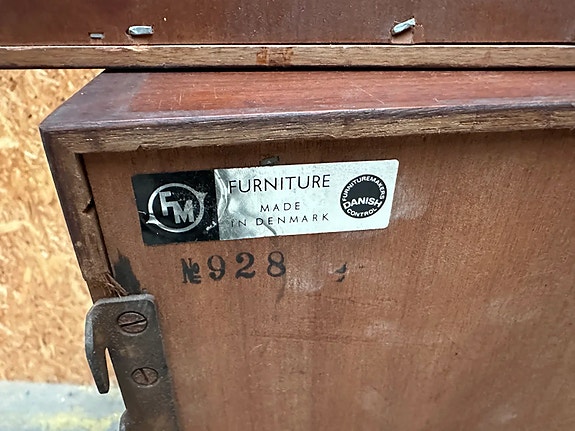 FM
FURNITURE
MADE
IN DENMARK
FURNITUREMAKERS
DANISH
CONTROL
№928